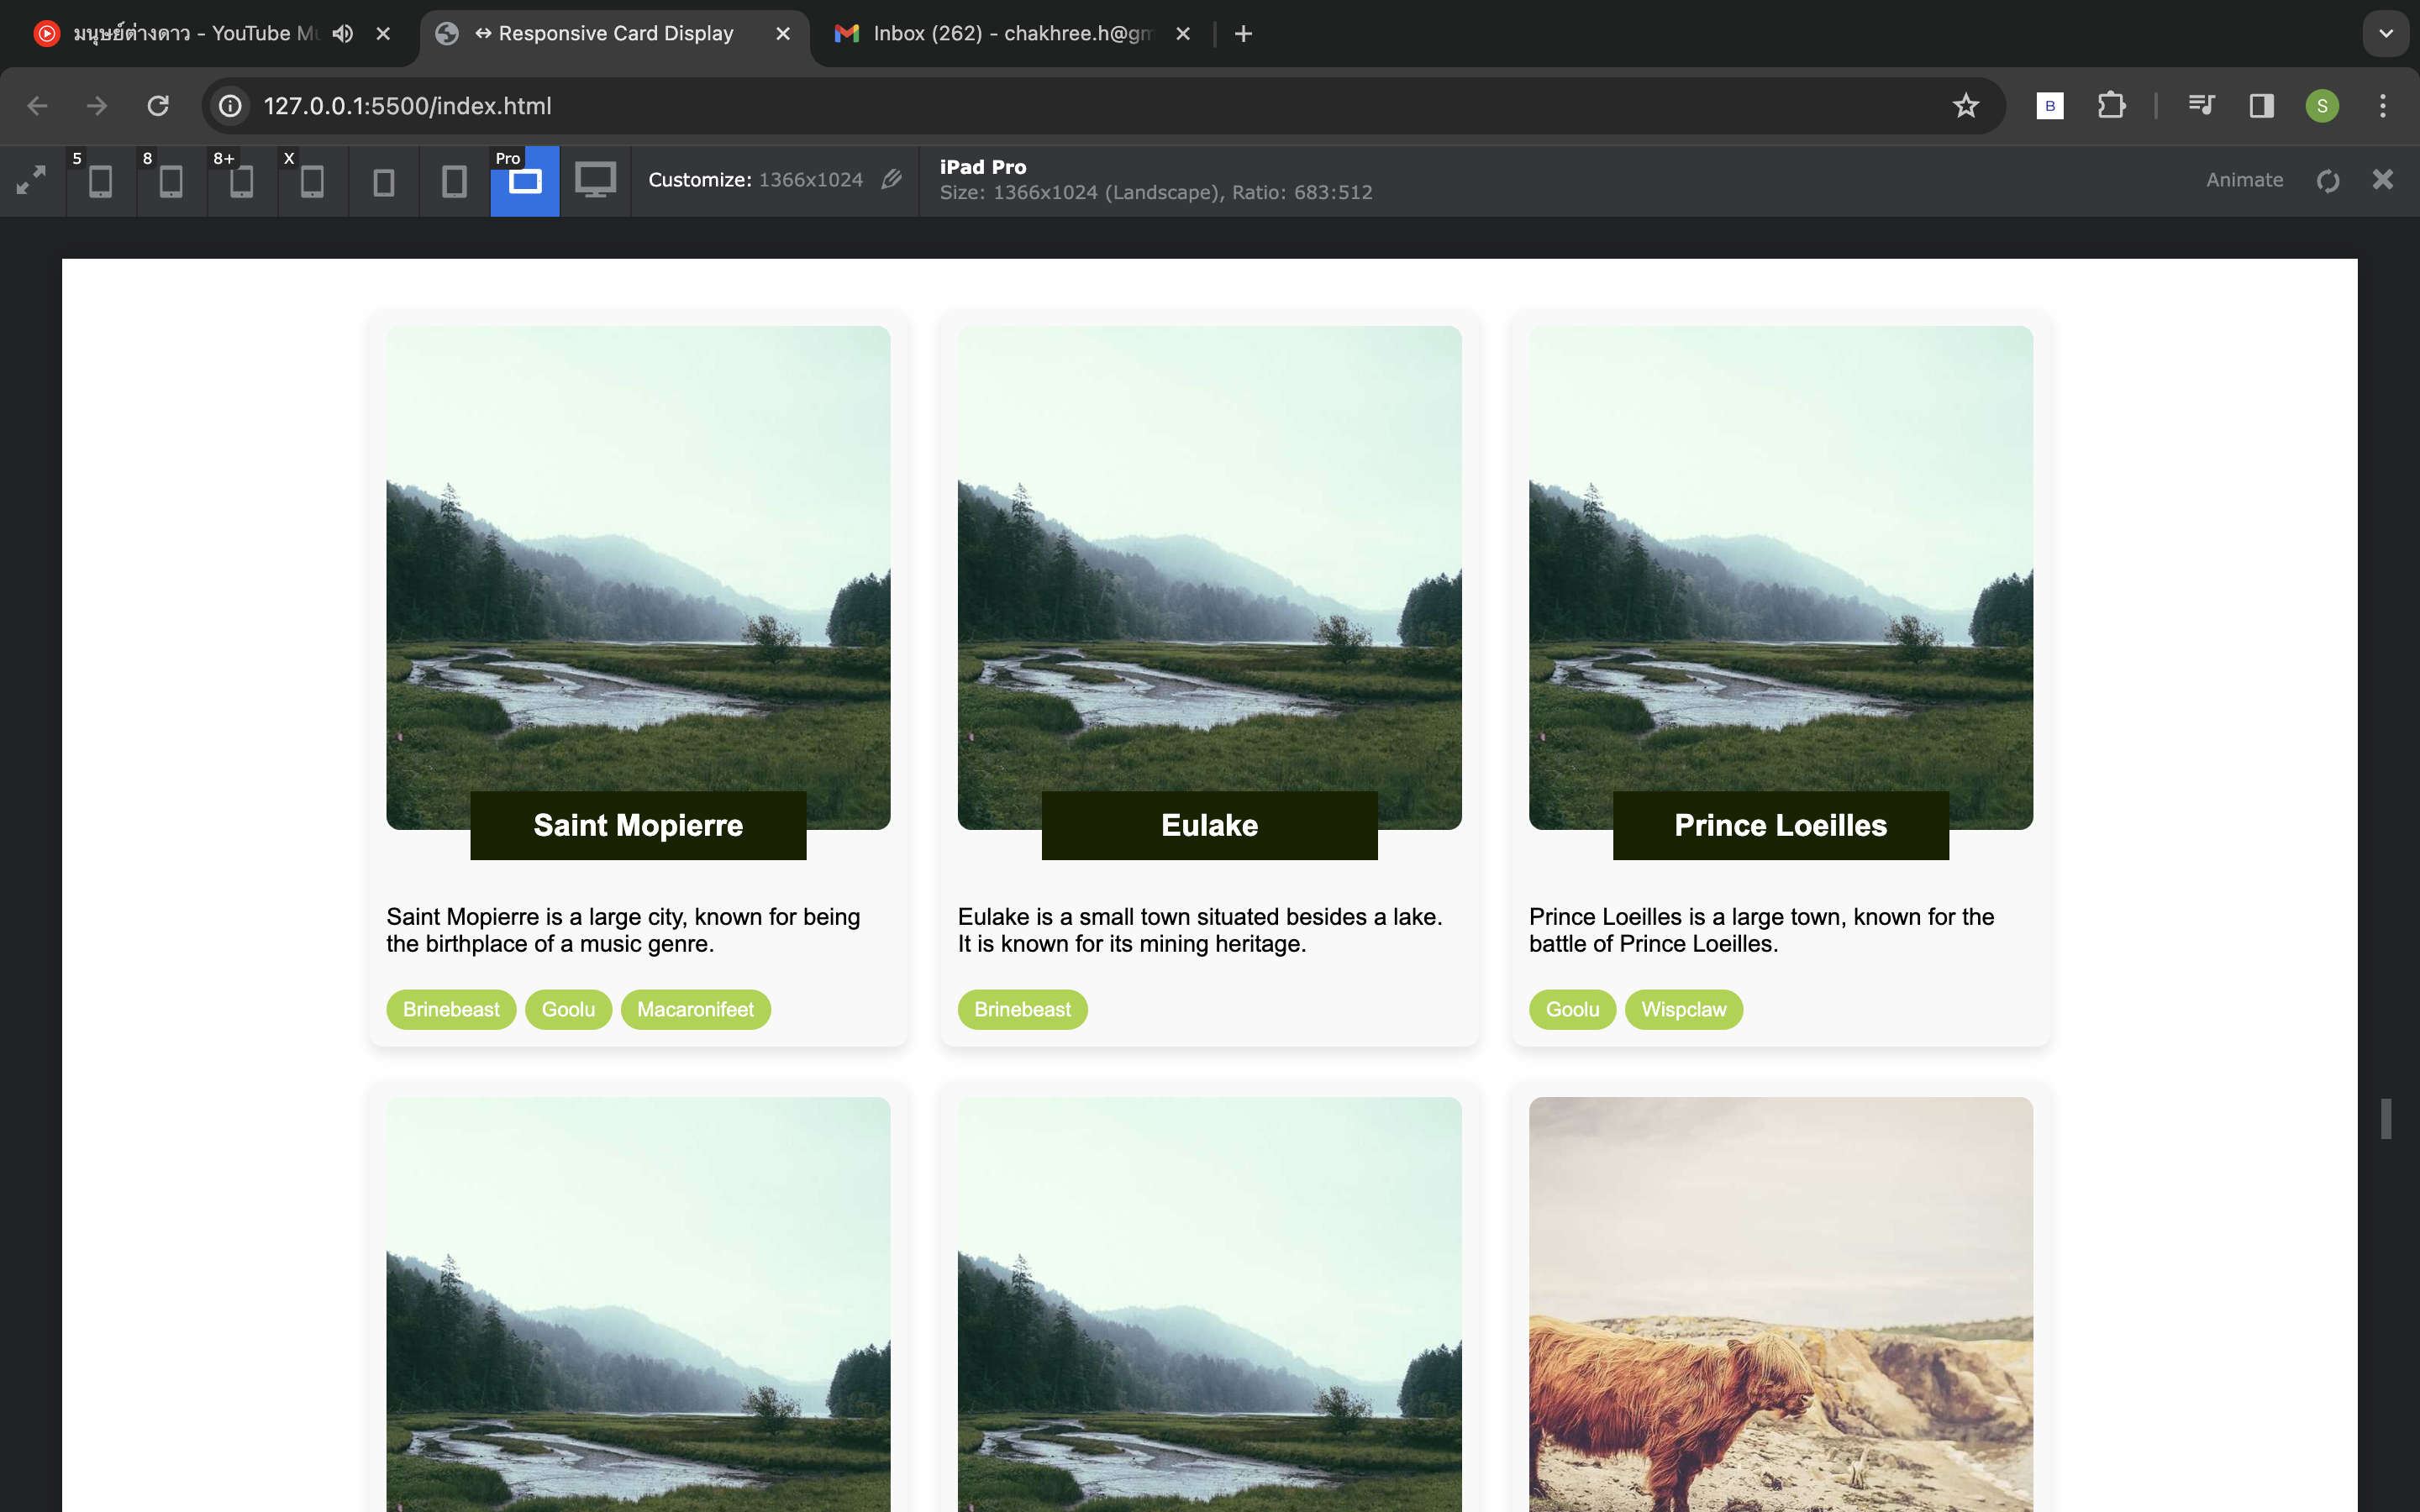 มนุษย์ต่างดาว - YouTube Mu
↔ Responsive Card Display
Inbox (262) - chakhree.h@gm
127.0.0.1:5500/index.html
B
S
5
8
8+
X
Pro
Customize: 1366x1024
iPad Pro
Size: 1366x1024 (Landscape), Ratio: 683:512
Animate
Saint Mopierre
Saint Mopierre is a large city, known for being
the birthplace of a music genre.
Brinebeast Goolu Macaronifeet
Eulake
Eulake is a small town situated besides a lake.
It is known for its mining heritage.
Brinebeast
Prince Loeilles
Prince Loeilles is a large town, known for the
battle of Prince Loeilles.
Goolu Wispclaw